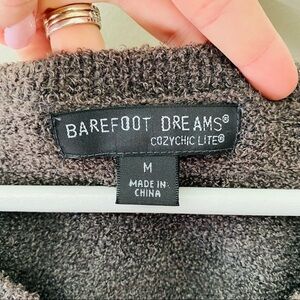 BAREFOOT DREAMS®
COZYCHIC LITE®
M
MADE IN
CHINA